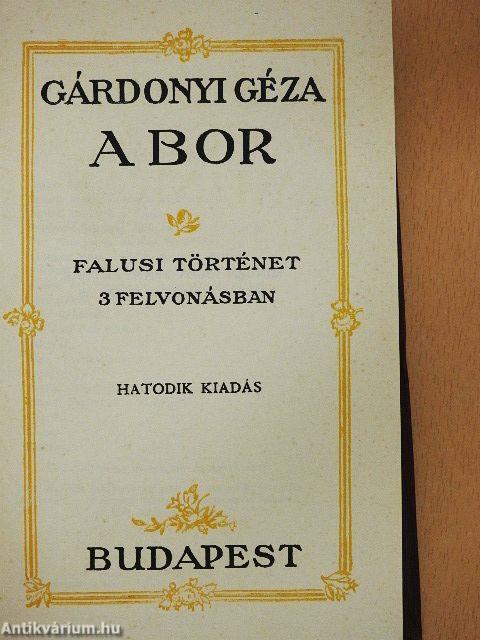 GÁRDONYI GÉZA
A BOR
FALUSI TÖRTÉNET
3 FELVONÁSBAN
HATODIK KIADÁS
BUDAPEST
Antikvárium.hu